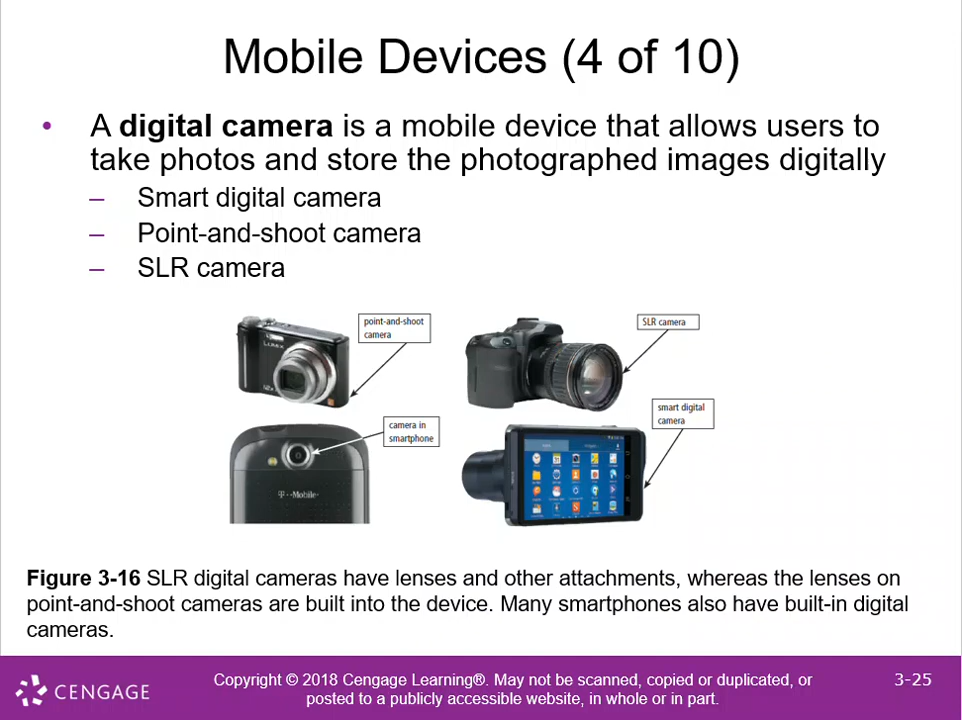 Mobile Devices (4 of 10)
• A digital camera is a mobile device that allows users to
take photos and store the photographed images digitally
– Smart digital camera
– Point-and-shoot camera
– SLR camera
point-and-shoot
camera
LUMIX
SLR camera
camera in
smartphone
T··Mobile·
smart digital
camera
Figure 3-16 SLR digital cameras have lenses and other attachments, whereas the lenses on
point-and-shoot cameras are built into the device. Many smartphones also have built-in digital
cameras.
CENGAGE
Copyright © 2018 Cengage Learning®. May not be scanned, copied or duplicated, or
posted to a publicly accessible website, in whole or in part.
3-25